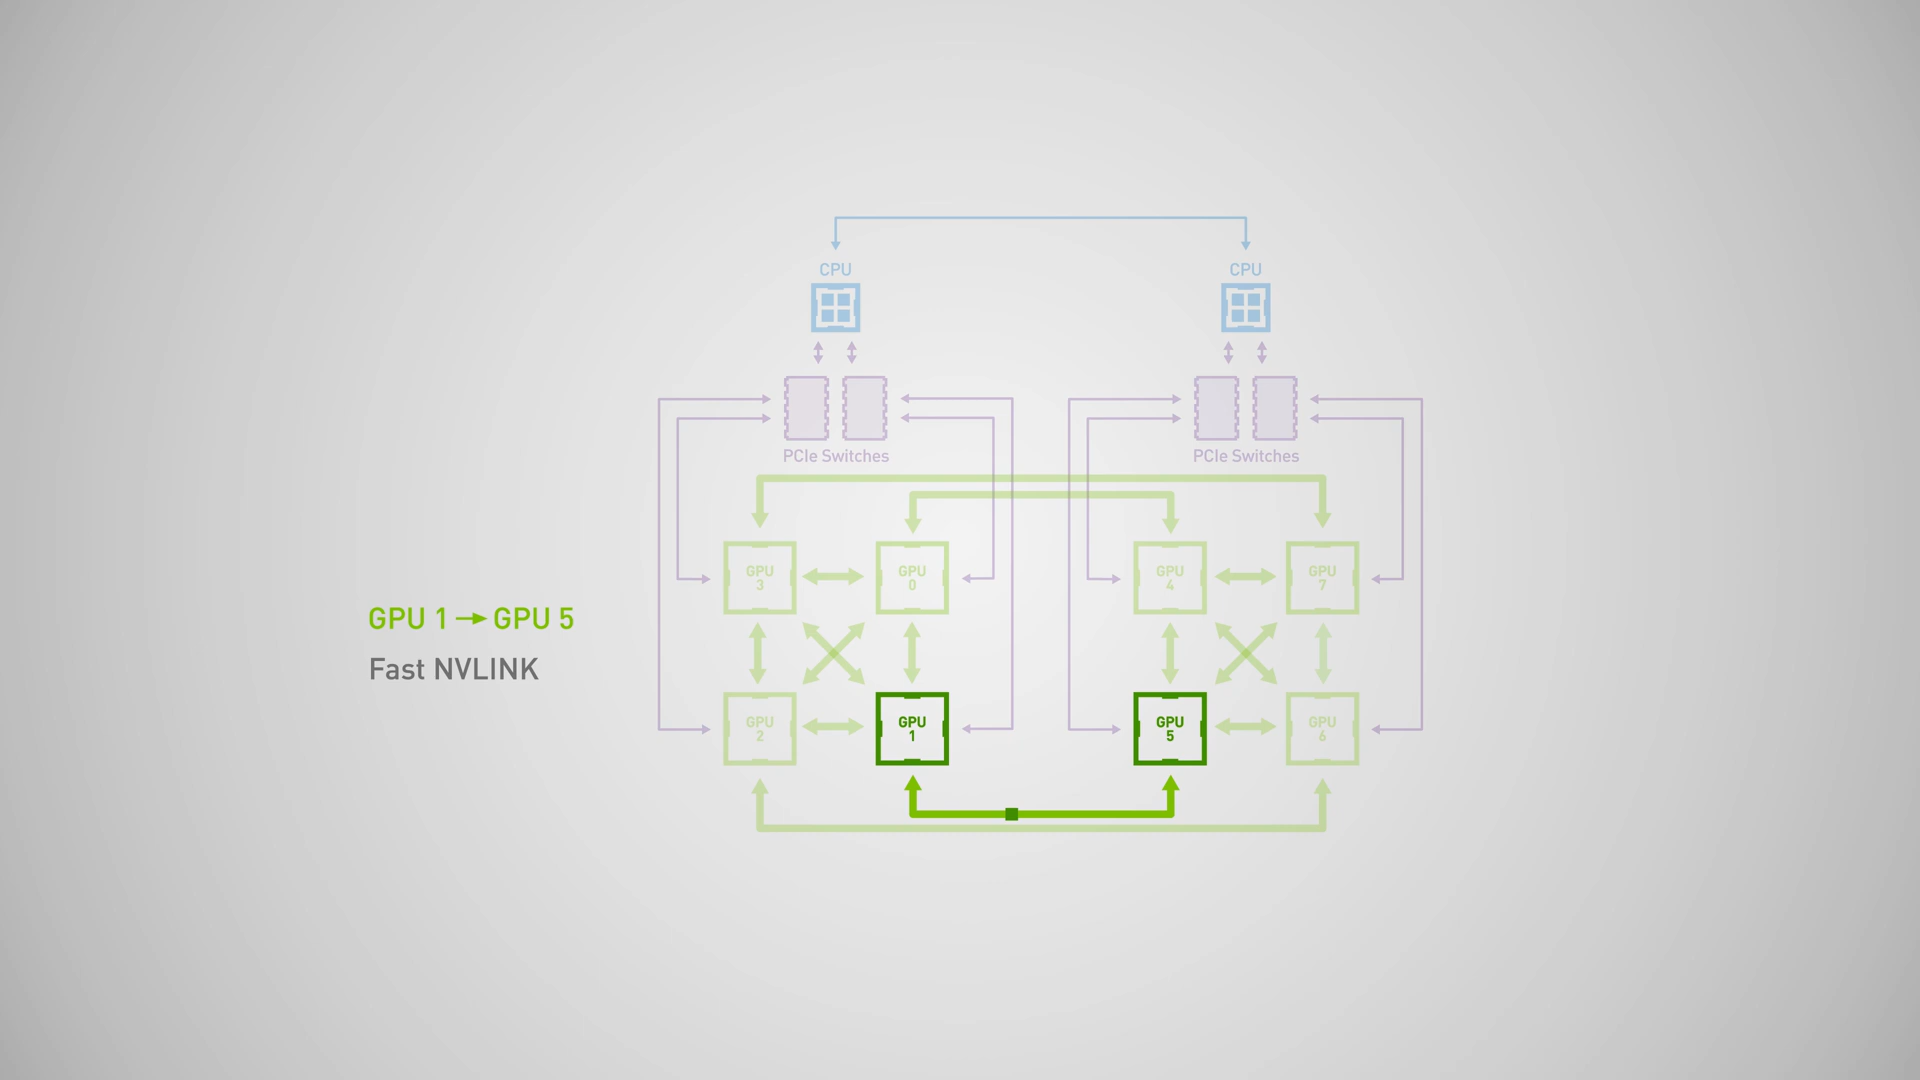 CPU
CPU
PCIe Switches
PCIe Switches
GPU
3
GPU
0
GPU
4
GPU
7
GPU 1 → GPU 5
Fast NVLINK
GPU
2
GPU
1
GPU
5
GPU
6